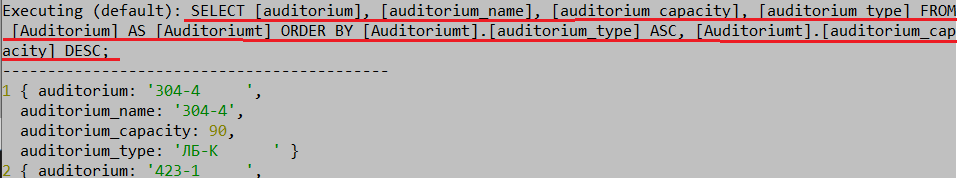 Executing (default): SELECT [auditorium], [auditorium_name], [auditorium_capacity], [auditorium_type] FROM
[Auditorium] AS [Auditoriumt] ORDER BY [Auditoriumt].[auditorium_type] ASC, [Auditoriumt].[auditorium_cap
acity] DESC;
-----------------------------------------
1 { auditorium: '304-4     ',
  auditorium_name: '304-4',
  auditorium_capacity: 90,
  auditorium_type: 'ЛБ-К      ' }
2 { auditorium: '423-1     ',